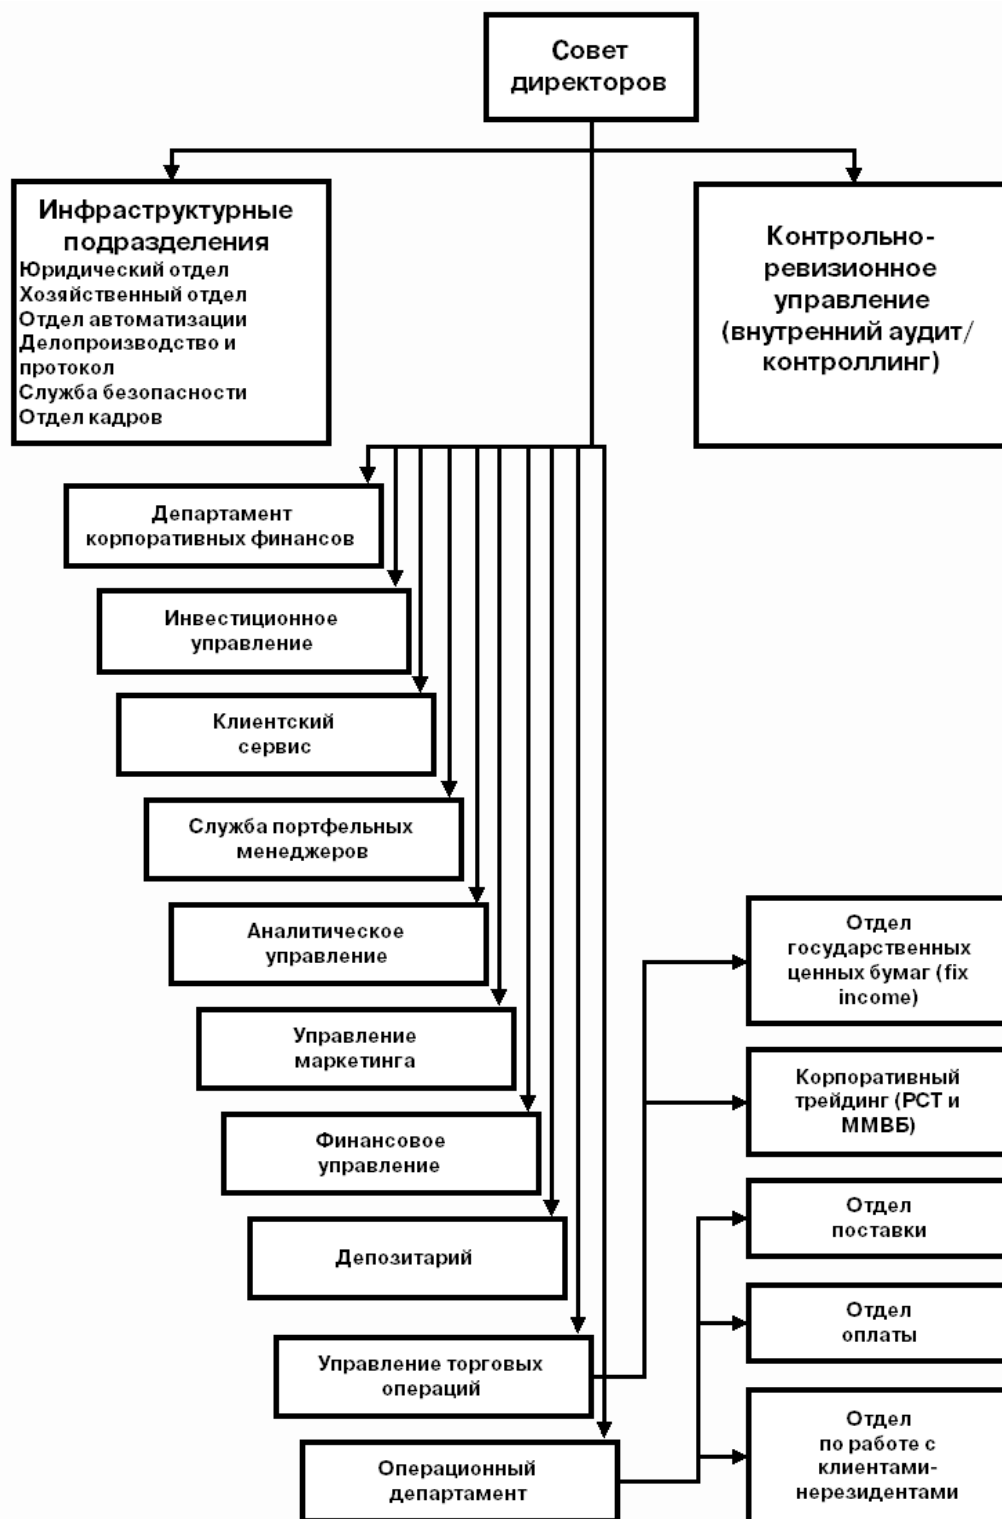 Совет
директоров
Инфраструктурные
подразделения
Юридический отдел
Хозяйственный отдел
Отдел автоматизации
Делопроизводство и
протокол
Служба безопасности
Отдел кадров
Контрольно-
ревизионное
управление
(внутренний аудит/
контроллинг)
Департамент
корпоративных финансов
Инвестиционное
управление
Клиентский
сервис
Служба портфельных
менеджеров
Аналитическое
управление
Управление
маркетинга
Финансовое
управление
Депозитарий
Управление торговых
операций
Операционный
департамент
Отдел
государственных
ценных бумаг (fix
income)
Корпоративный
трейдинг (РСТ и
ММВБ)
Отдел
поставки
Отдел
оплаты
Отдел
по работе с
клиентами-
нерезидентами